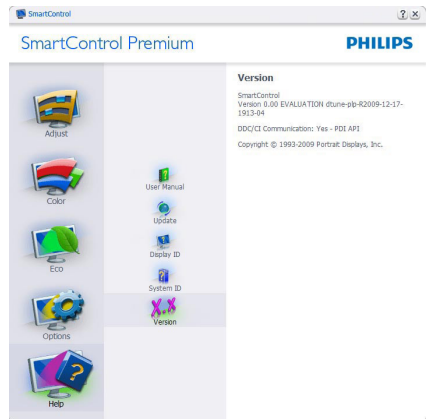 SmartControl
SmartControl Premium
PHILIPS
Adjust
Color
Eco
Options
Help
User Manual
Update
Display ID
System ID
X.X
Version
Version
SmartControl
Version 0.00 EVALUATION dtune-plp-R2009-12-17-
1913-04
DDC/CI Communication: Yes - PDI API
Copyright © 1993-2009 Portrait Displays, Inc.